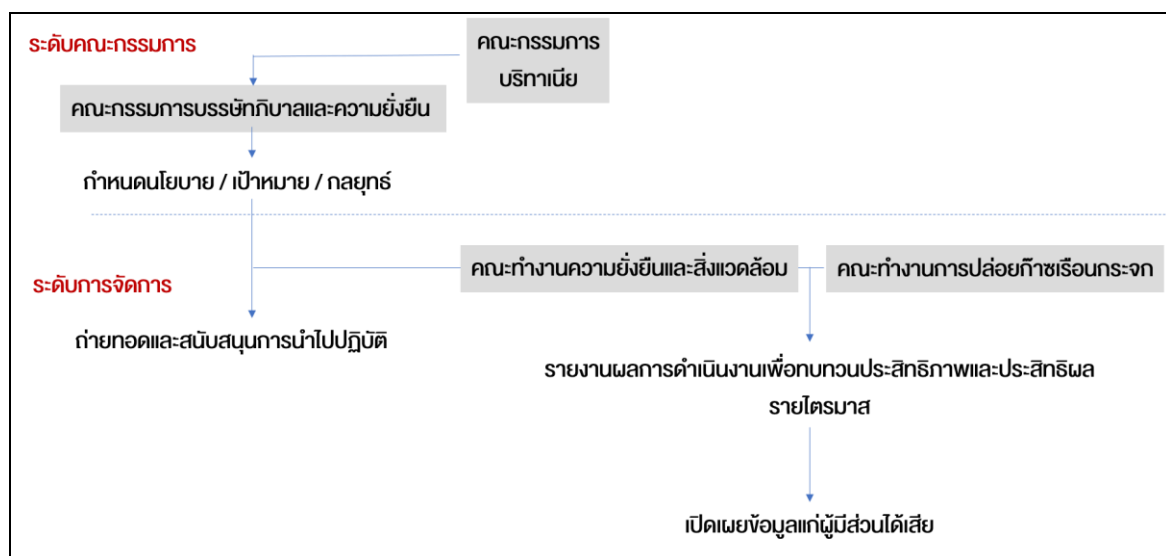 ระดับคณะกรรมการ
คณะกรรมการ
บริทาเนีย
คณะกรรมการบรรษัทภิบาลและความยั่งยืน
กำหนดนโยบาย / เป้าหมาย / กลยุทธ์
คณะทำงานความยั่งยืนและสิ่งแวดล้อม
คณะทำงานการปล่อยก๊าซเรือนกระจก
ระดับการจัดการ
ถ่ายทอดและสนับสนุนการนำไปปฏิบัติ
รายงานผลการดำเนินงานเพื่อทบทวนประสิทธิภาพและประสิทธิผล
รายไตรมาส
เปิดเผยข้อมูลแก่ผู้มีส่วนได้เสีย